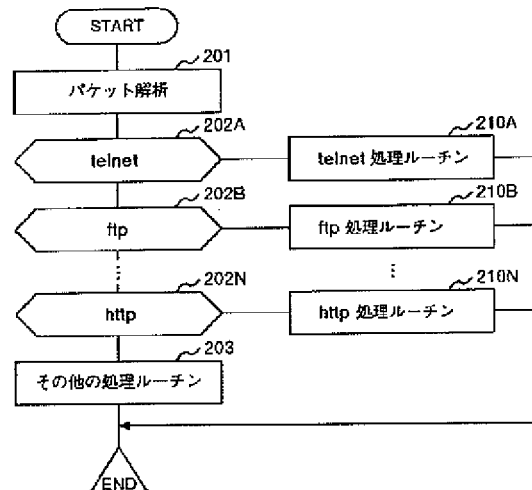 START
201
パケット解析
202A
telnet
210A
telnet 処理ルーチン
202B
ftp
210B
ftp 処理ルーチン
202N
http
210N
http 処理ルーチン
203
その他の処理ルーチン
END